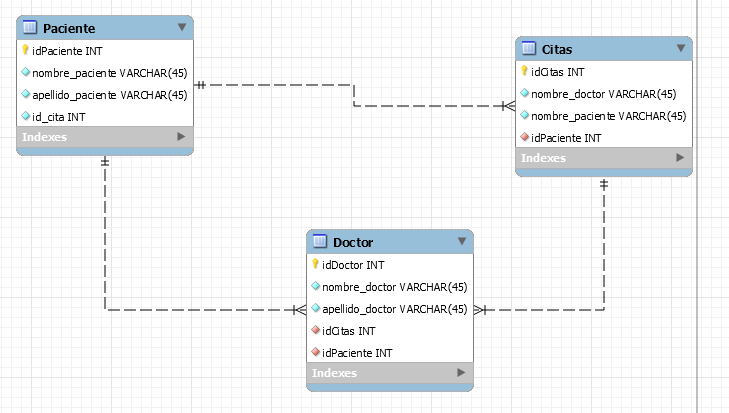 Paciente
idPaciente INT
nombre_paciente VARCHAR(45)
apellido_paciente VARCHAR(45)
id_cita INT
Indexes
Citas
idCitas INT
nombre_doctor VARCHAR(45)
nombre_paciente VARCHAR(45)
idPaciente INT
Indexes
Doctor
idDoctor INT
nombre_doctor VARCHAR(45)
apellido_doctor VARCHAR(45)
idCitas INT
idPaciente INT
Indexes